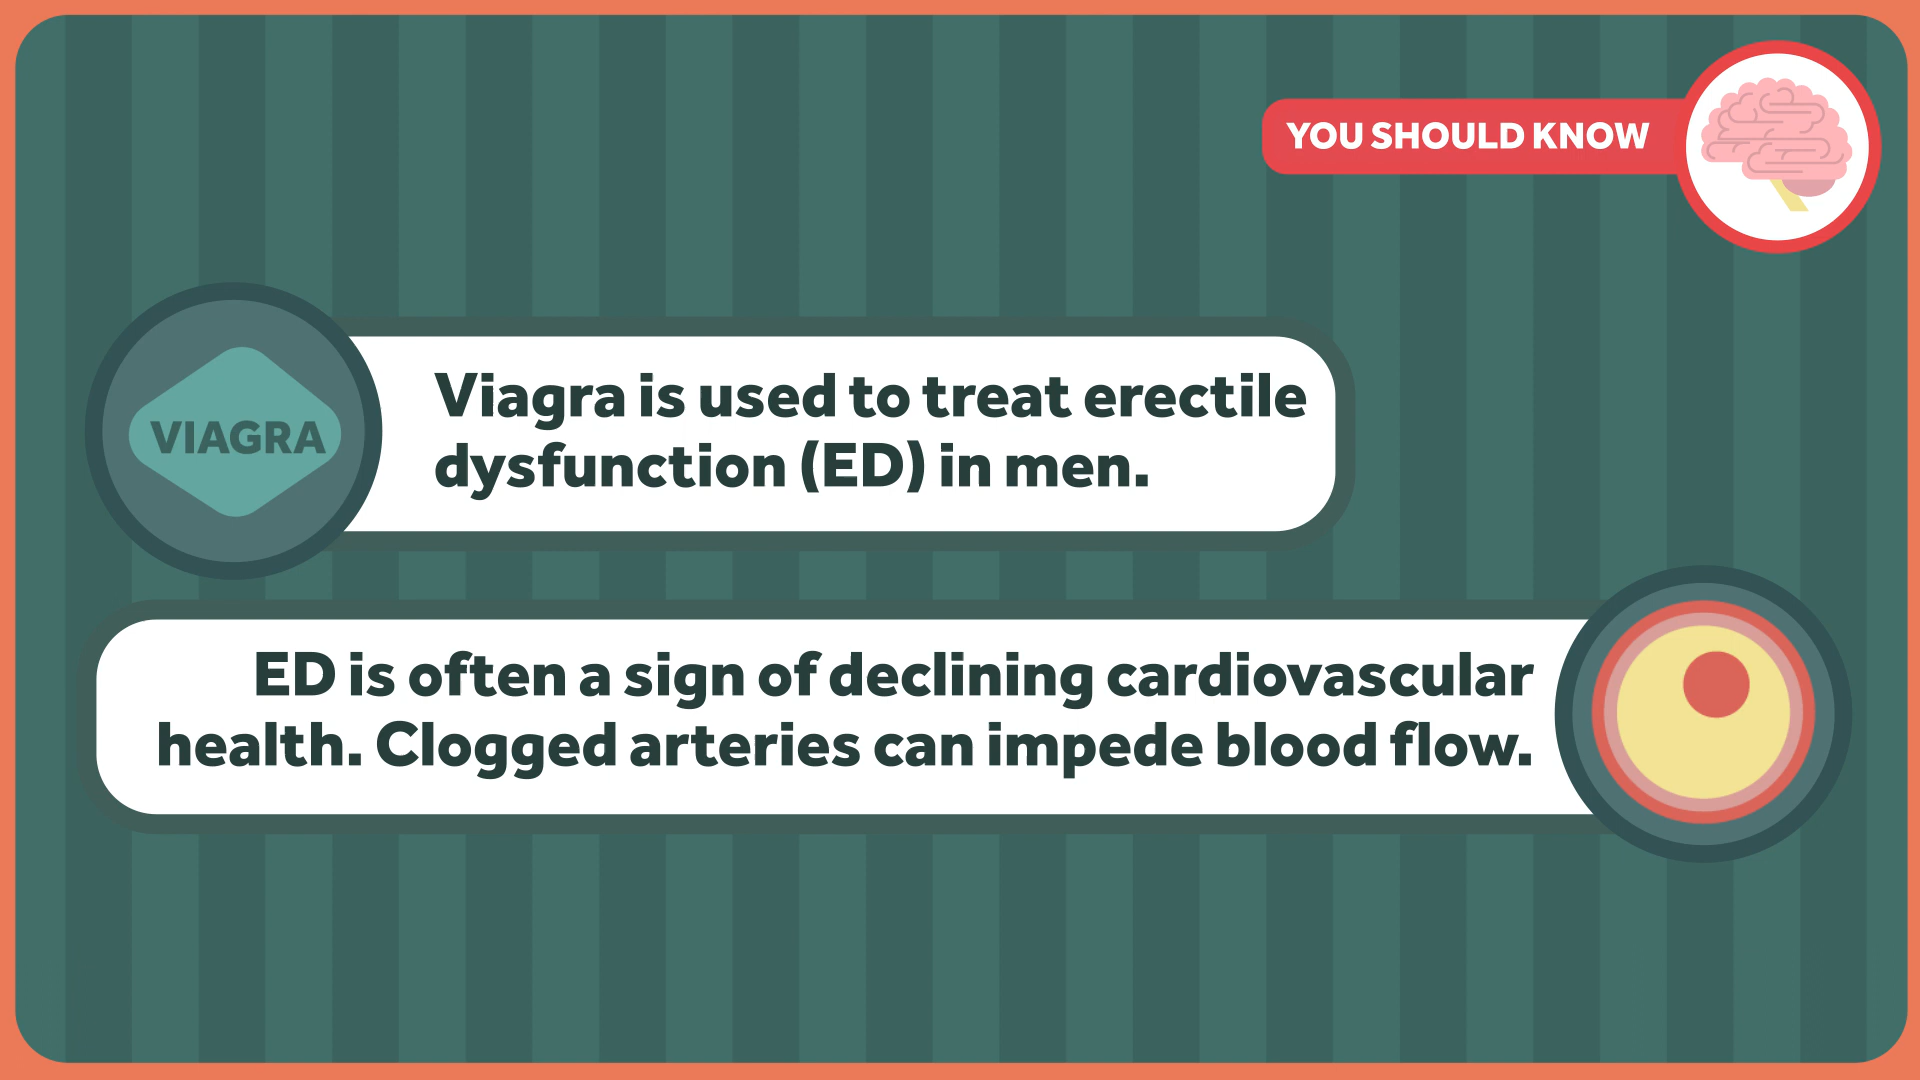 YOU SHOULD KNOW
VIAGRA
Viagra is used to treat erectile
dysfunction (ED) in men.
ED is often a sign of declining cardiovascular
health. Clogged arteries can impede blood flow.